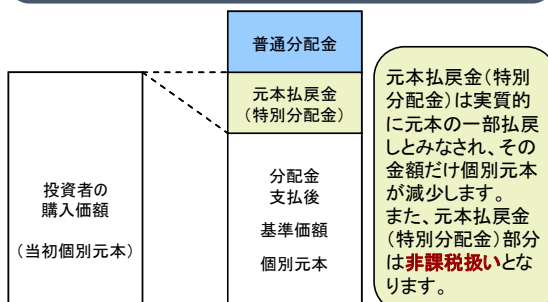 普通分配金
元本払戻金
(特別分配金)
投資者の
購入価額
(当初個別元本)
分配金
支払後
基準価額
個別元本
元本払戻金(特別
分配金)は実質的
に元本の一部払戻
しとみなされ、その
金額だけ個別元本
が減少します。
また、元本払戻金
(特別分配金)部分
は非課税扱いとな
ります。